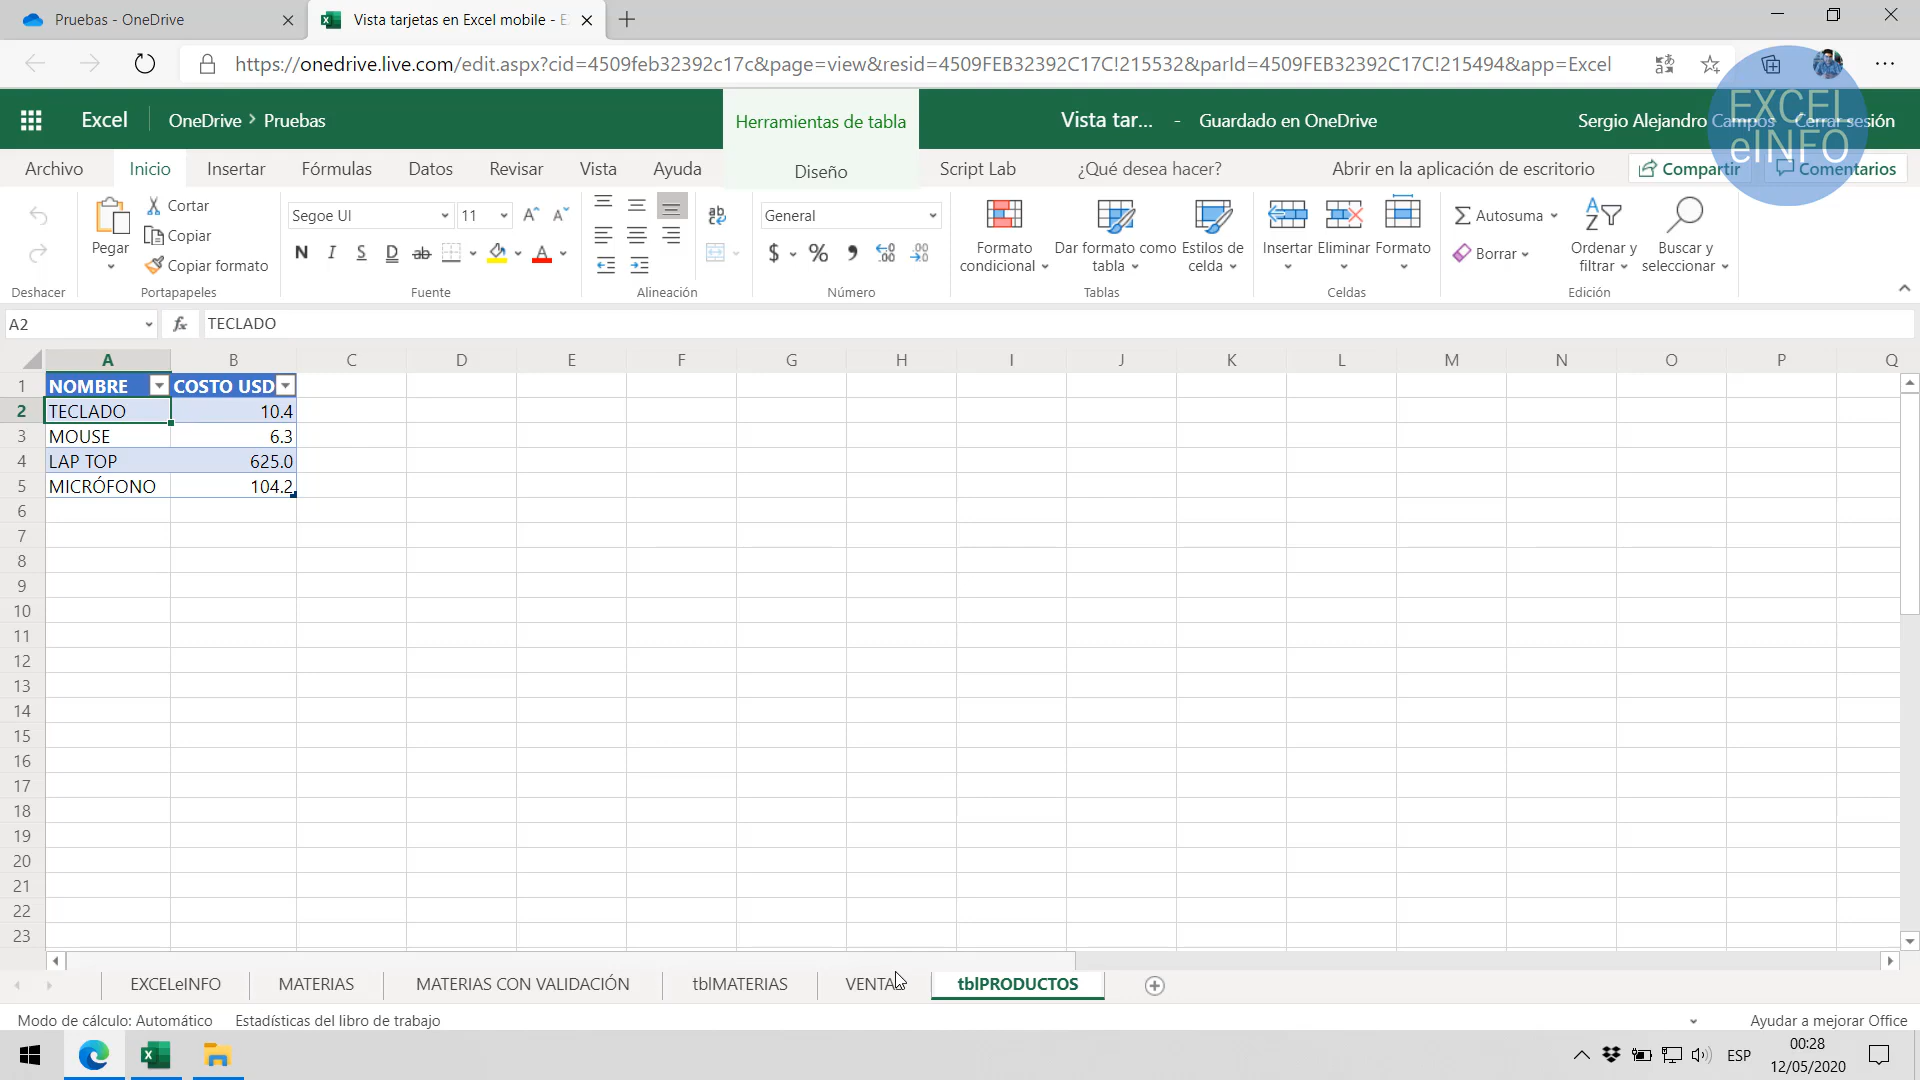 Pruebas - OneDrive
Vista tarjetas en Excel mobile - E
https://onedrive.live.com/edit.aspx?cid=4509feb32392c17c&page=view&resid=4509FEB32392C17C!215532&parId=4509FEB32392C17C!215494&app=Excel
EXCEL
eINFO
Excel
OneDrive > Pruebas
Herramientas de tabla
Vista tar... - Guardado en OneDrive
Sergio Alejandro Campos
Cerrar sesión
Archivo
Inicio
Insertar
Fórmulas
Datos
Revisar
Vista
Ayuda
Diseño
Script Lab
¿Qué desea hacer?
Abrir en la aplicación de escritorio
Compartir
Comentarios
Pegar
Cortar
Copiar
Copiar formato
Segoe UI
11
N I S D ab
General
$ % 
Formato condicional
Dar formato como tabla
Estilos de celda
Insertar
Eliminar
Formato
Autosuma
Borrar
Ordenar y filtrar
Buscar y seleccionar
Deshacer
Portapapeles
Fuente
Alineación
Número
Tablas
Celdas
Edición
A2
fx
TECLADO
A B C D E F G H I J K L M N O P Q
1 NOMBRE COSTO USD
2 TECLADO 10.4
3 MOUSE 6.3
4 LAP TOP 625.0
5 MICRÓFONO 104.2
6
7
8
9
10
11
12
13
14
15
16
17
18
19
20
21
22
23
EXCELeINFO
MATERIAS
MATERIAS CON VALIDACIÓN
tblMATERIAS
VENTA
tblPRODUCTOS
Modo de cálculo: Automático
Estadísticas del libro de trabajo
Ayudar a mejorar Office
ESP
00:28
12/05/2020